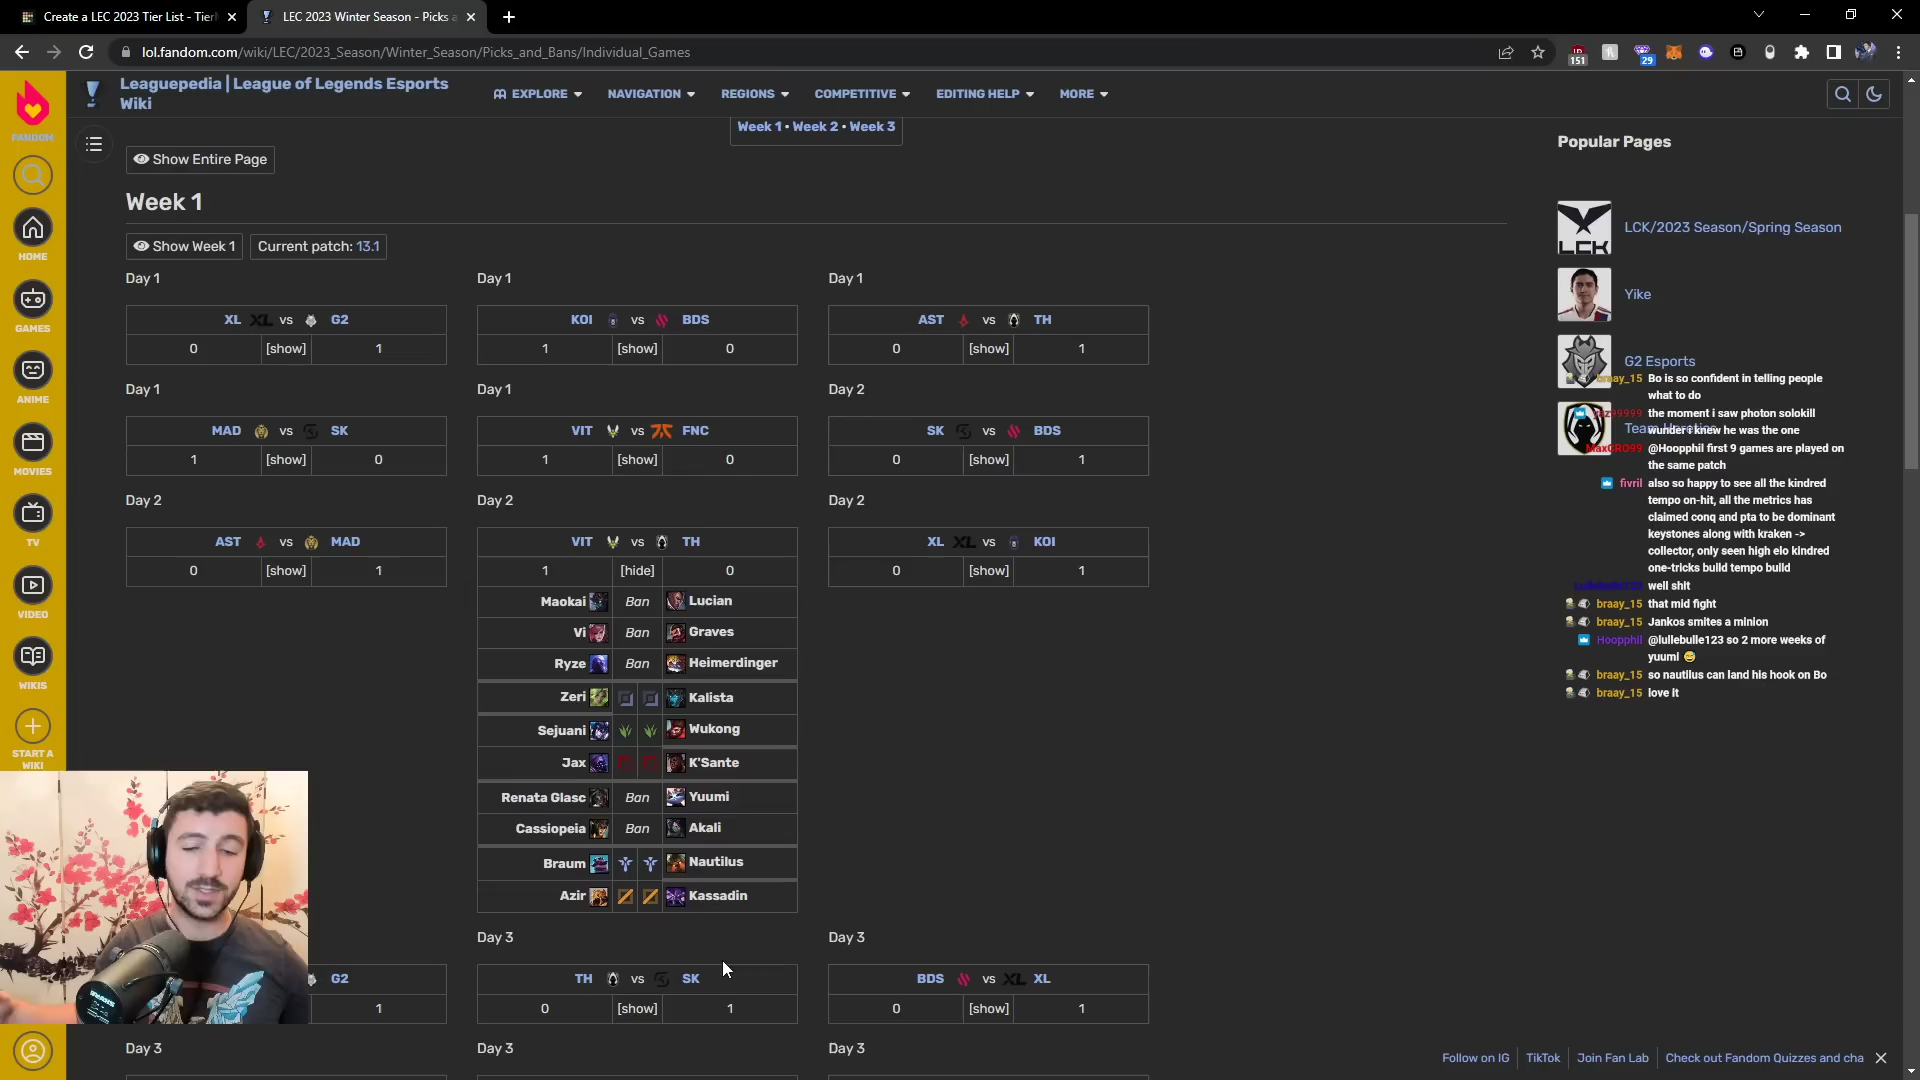 Create a LEC 2023 Tier List - Tier
LEC 2023 Winter Season - Picks a
lol.fandom.com/wiki/LEC/2023_Season/Winter_Season/Picks_and_Bans/Individual_Games
151
29
FANDOM
Leaguepedia | League of Legends Esports
Wiki
EXPLORE
NAVIGATION
REGIONS
COMPETITIVE
EDITING HELP
MORE
HOME
GAMES
ANIME
MOVIES
TV
VIDEO
WIKIS
START A
WIKI
Week 1 • Week 2 • Week 3
Show Entire Page
Week 1
Show Week 1
Current patch: 13.1
Day 1
XL XL vs G2
0 [show] 1
Day 1
KOI vs BDS
1 [show] 0
Day 1
AST vs TH
0 [show] 1
Day 1
MAD vs SK
1 [show] 0
Day 1
VIT vs FNC
1 [show] 0
Day 2
SK vs BDS
0 [show] 1
Day 2
AST vs MAD
0 [show] 1
Day 2
VIT vs TH
1 [hide] 0
Maokai Ban Lucian
Vi Ban Graves
Ryze Ban Heimerdinger
Zeri Kalista
Sejuani Wukong
Jax K'Sante
Renata Glasc Ban Yuumi
Cassiopeia Ban Akali
Braum Nautilus
Azir Kassadin
Day 2
XL XL vs KOI
0 [show] 1
G2
1
Day 3
TH vs SK
0 [show] 1
Day 3
BDS vs XL XL
0 [show] 1
Day 3
Day 3
Day 3
Popular Pages
LCK
LCK/2023 Season/Spring Season
Yike
G2 Esports
braay_15 Bo is so confident in telling people
what to do
the moment i saw photon solokill
wunder i knew he was the one
@Hoopphil first 9 games are played on
the same patch
fivril also so happy to see all the kindred
tempo on-hit, all the metrics has
claimed conq and pta to be dominant
keystones along with kraken ->
collector, only seen high elo kindred
one-tricks build tempo build
well shit
braay_15 that mid fight
braay_15 Jankos smites a minion
Hoopphil @lullebulle123 so 2 more weeks of
yuumi
braay_15 so nautilus can land his hook on Bo
braay_15 love it
Follow on IG
TikTok
Join Fan Lab
Check out Fandom Quizzes and cha